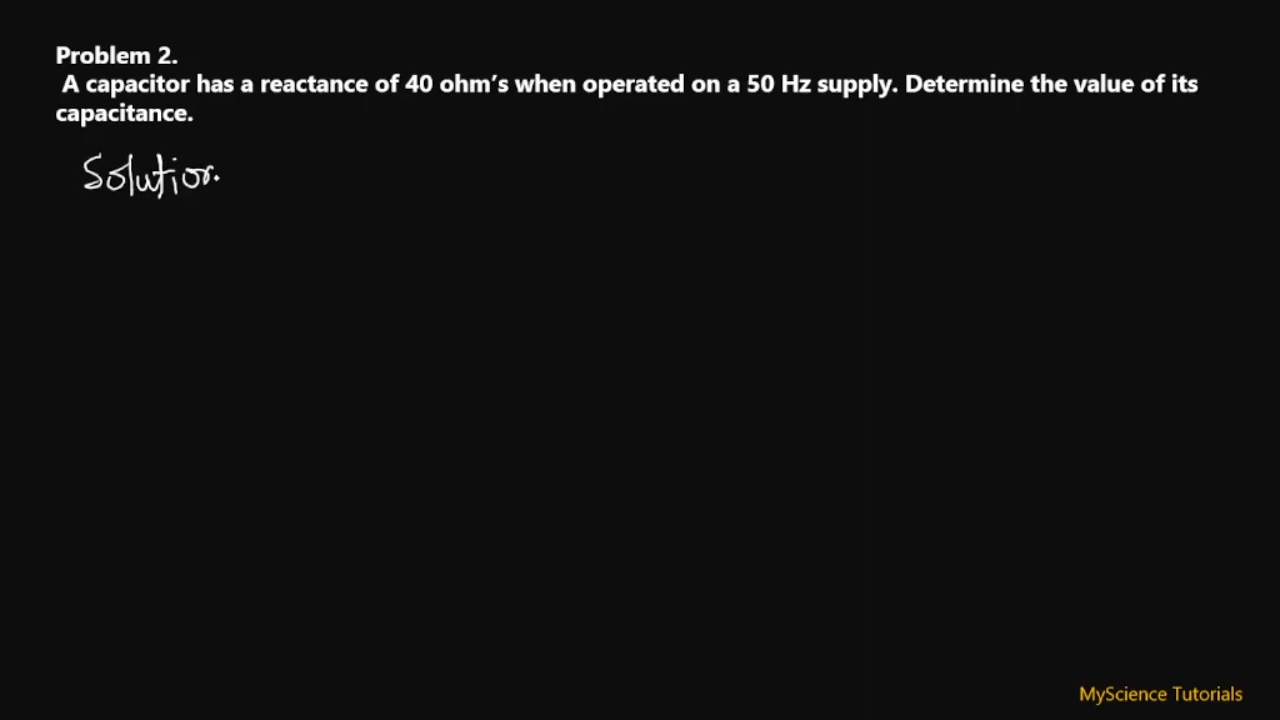 Problem 2.
A capacitor has a reactance of 40 ohm’s when operated on a 50 Hz supply. Determine the value of its
capacitance.
Solution.
MyScience Tutorials